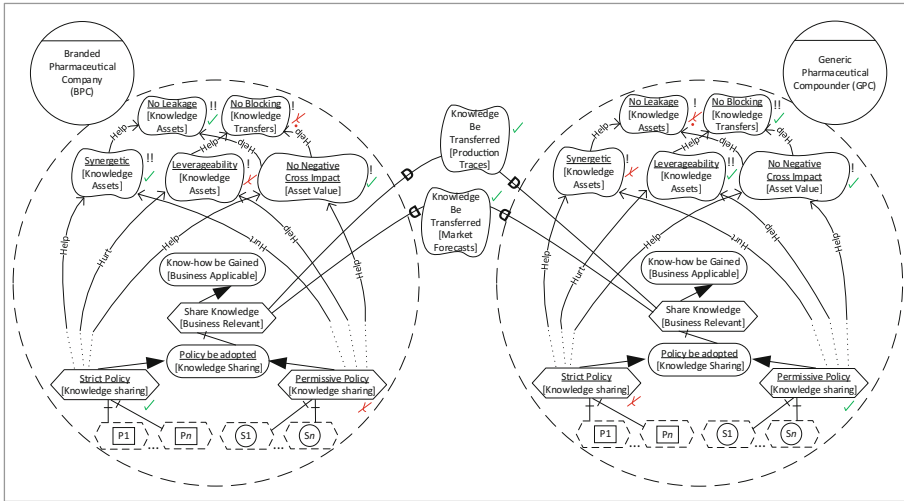 Branded
Pharmaceutical
Company
(BPC)
No Leakage
[Knowledge
Assets]
!!
No Blocking
[Knowledge
Transfers]
!
Help
Help
Help
Help
Synergetic
[Knowledge
Assets]
!!
Leverageability
[Knowledge
Assets]
!
No Negative
Cross Impact
[Asset Value]
!
Help
Hurt
Help
Hurt
Help
Help
Know-how be Gained
[Business Applicable]
Share Knowledge
[Business Relevant]
Policy be adopted
[Knowledge Sharing]
Strict Policy
[Knowledge sharing]
Permissive Policy
[Knowledge sharing]
P1
...
Pn
S1
...
Sn
Knowledge
Be
Transferred
[Production
Traces]
Knowledge
Be
Transferred
[Market
Forecasts]
D
D
D
D
Generic
Pharmaceutical
Compounder (GPC)
No Leakage
[Knowledge
Assets]
!
No Blocking
[Knowledge
Transfers]
!!
Help
Help
Help
Help
Synergetic
[Knowledge
Assets]
!
Leverageability
[Knowledge
Assets]
!!
No Negative
Cross Impact
[Asset Value]
!
Help
Hurt
Help
Hurt
Help
Help
Know-how be Gained
[Business Applicable]
Share Knowledge
[Business Relevant]
Policy be adopted
[Knowledge Sharing]
Strict Policy
[Knowledge sharing]
Permissive Policy
[Knowledge sharing]
P1
...
Pn
S1
...
Sn